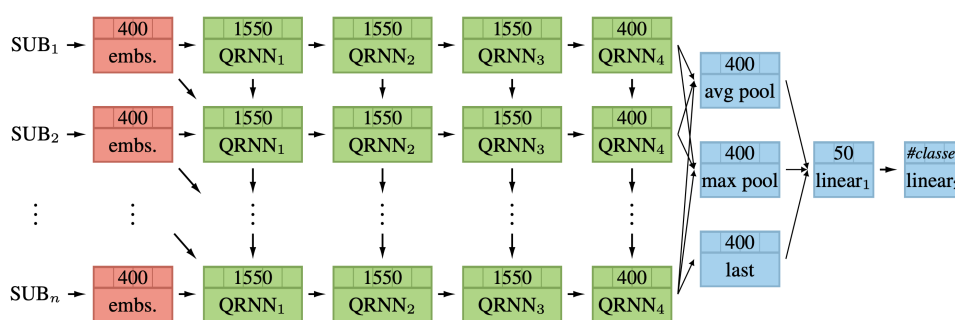 400 1550 1550 1550 400
SUB₁ embs. QRNN₁ QRNN₂ QRNN₃ QRNN₄
400
avg pool
400 1550 1550 1550 400
SUB₂ embs. QRNN₁ QRNN₂ QRNN₃ QRNN₄
400 50 #classe
max pool linear₁ linear
400
last
400 1550 1550 1550 400
SUBₙ embs. QRNN₁ QRNN₂ QRNN₃ QRNN₄